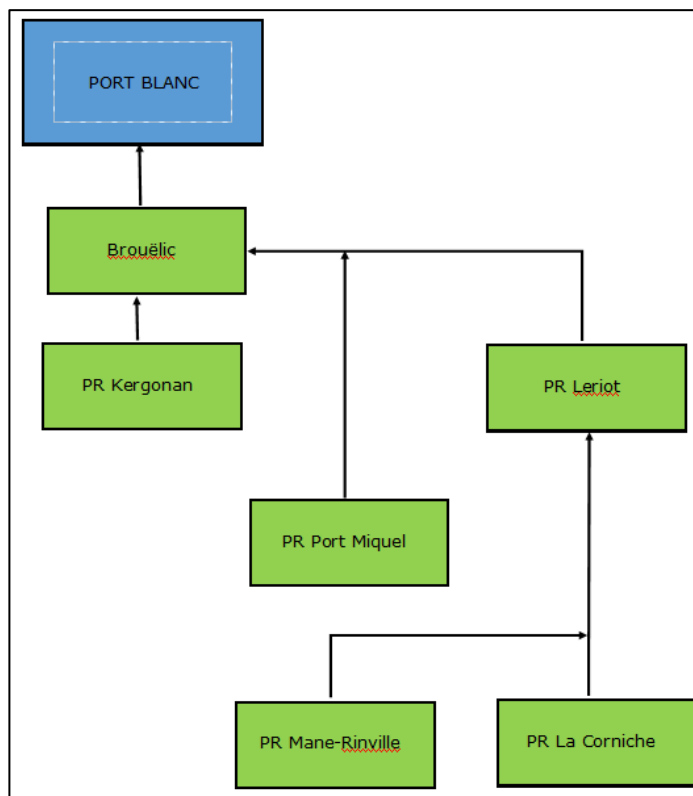 PORT BLANC
Brouëlic
PR Kergonan
PR Leriot
PR Port Miquel
PR Mane-Rinville
PR La Corniche